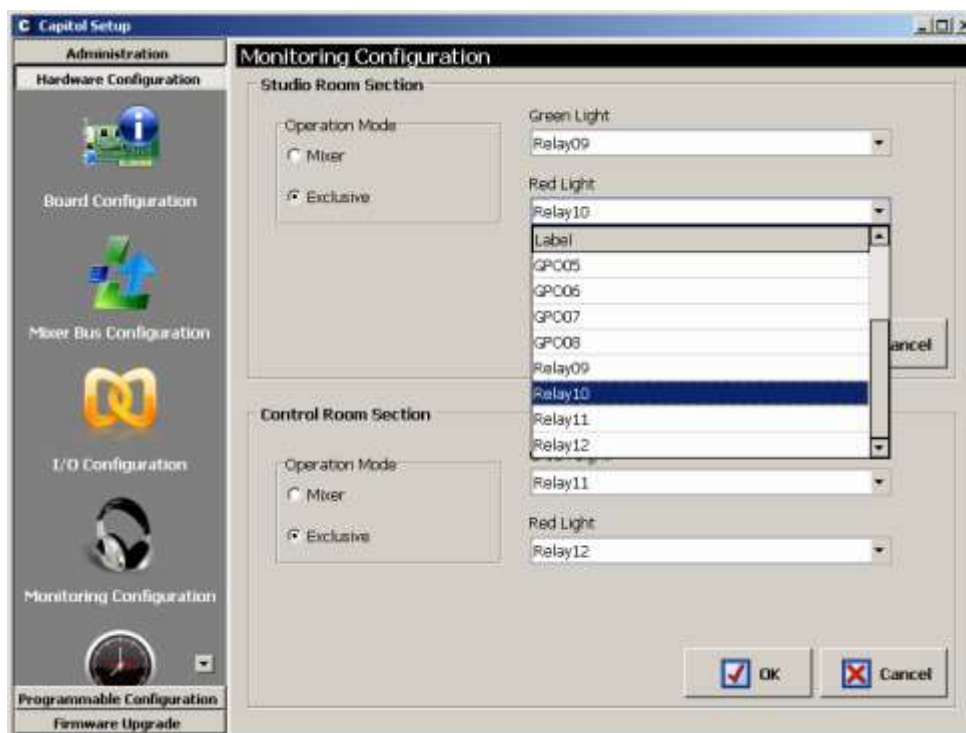 Capitol Setup
Administration
Hardware Configuration
Board Configuration
Mixer Bus Configuration
I/O Configuration
Monitoring Configuration
Programmable Configuration
Firmware Upgrade
Monitoring Configuration
Studio Room Section
Operation Mode
Mixer
Exclusive
Green Light
Relay09
Red Light
Relay10
Label
GPO05
GPO06
GPO07
GPO08
Relay09
Relay10
Relay11
Relay12
ancel
Control Room Section
Operation Mode
Mixer
Exclusive
Relay11
Red Light
Relay12
OK
Cancel